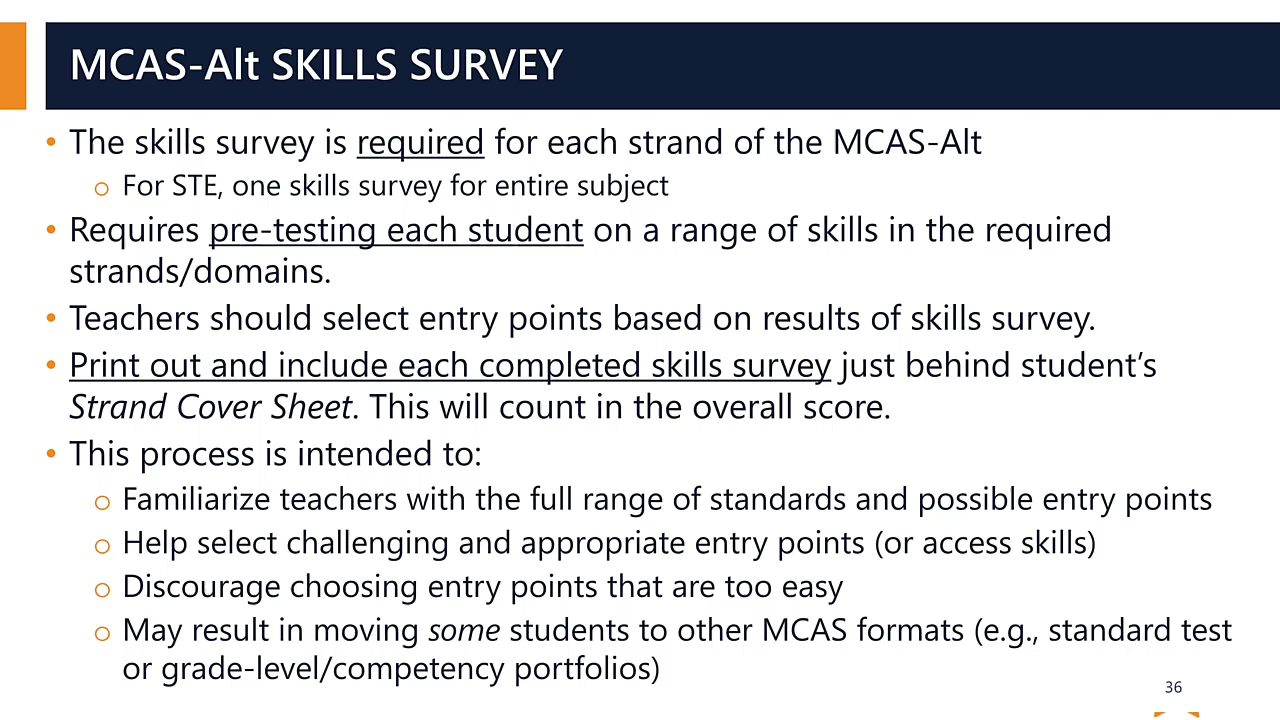 MCAS-Alt SKILLS SURVEY
• The skills survey is required for each strand of the MCAS-Alt
o For STE, one skills survey for entire subject
• Requires pre-testing each student on a range of skills in the required
strands/domains.
• Teachers should select entry points based on results of skills survey.
• Print out and include each completed skills survey just behind student’s
Strand Cover Sheet. This will count in the overall score.
• This process is intended to:
o Familiarize teachers with the full range of standards and possible entry points
o Help select challenging and appropriate entry points (or access skills)
o Discourage choosing entry points that are too easy
o May result in moving some students to other MCAS formats (e.g., standard test
or grade-level/competency portfolios)
36